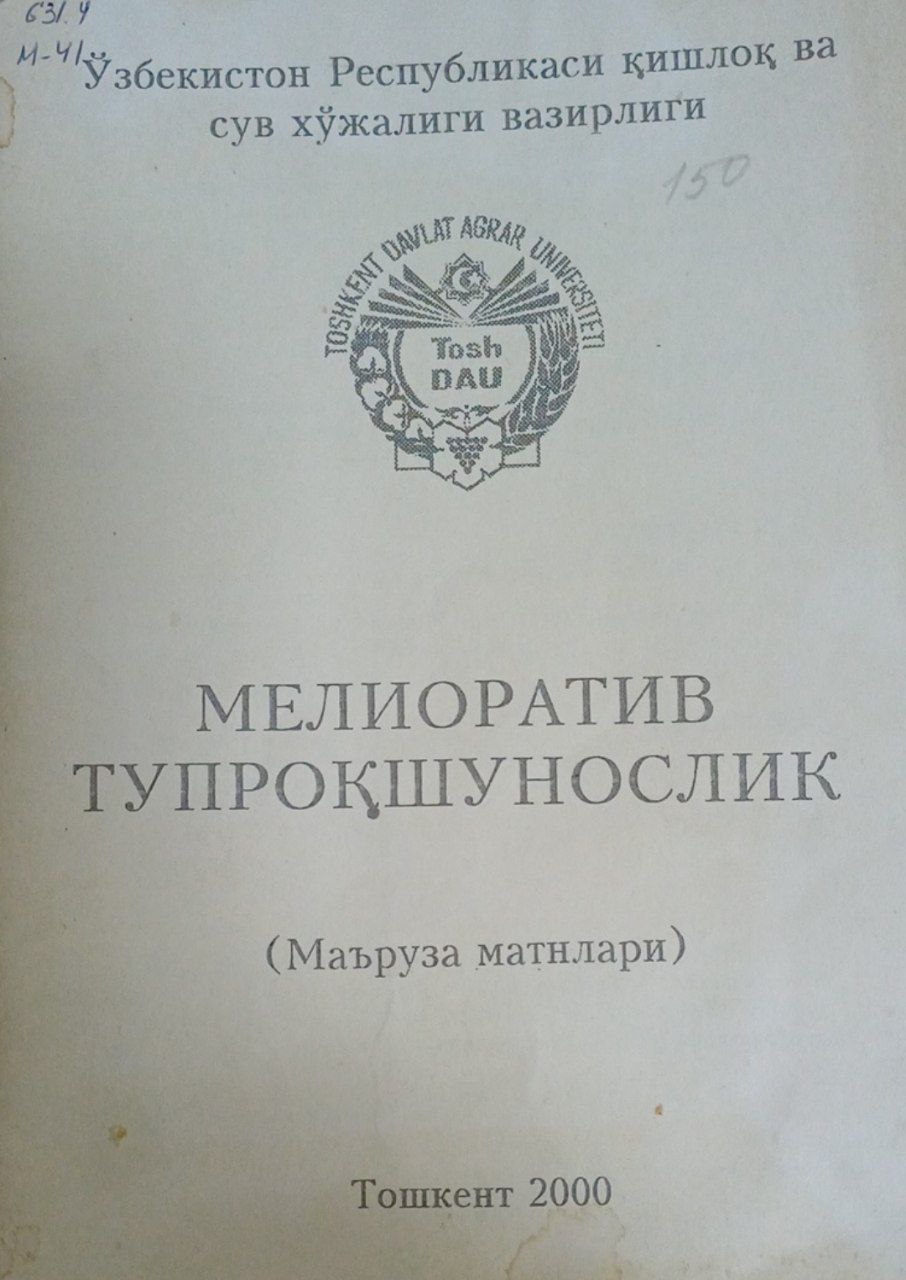 631.4
М-41
Ўзбекистон Республикаси қишлоқ ва
сув хўжалиги вазирлиги
150
TOSHKENT DAVLAT AGRAR UNIVERSITETI
Tosh
DAU
МЕЛИОРАТИВ
ТУПРОҚШУНОСЛИК
(Маъруза матнлари)
Тошкент 2000